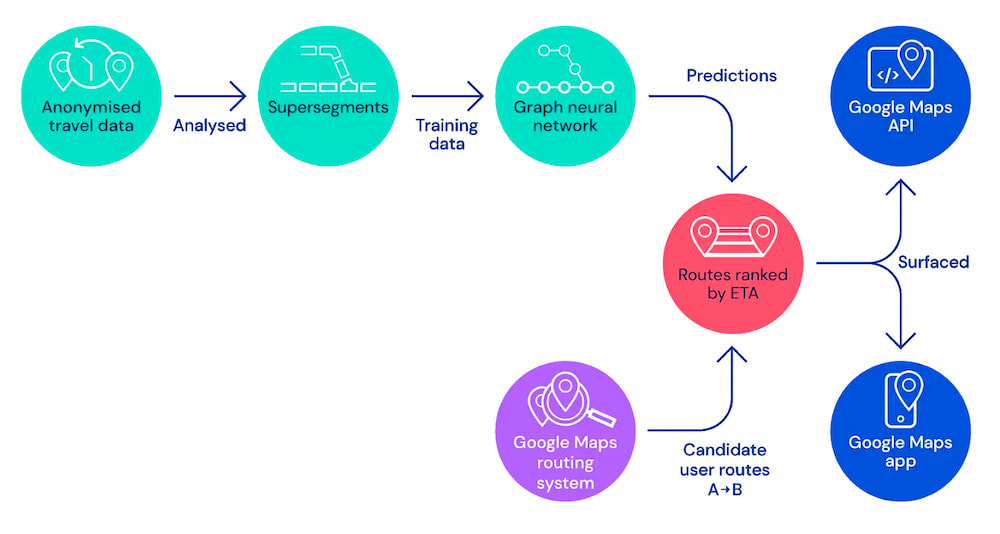 Anonymised
travel data
Analysed
Supersegments
Training
data
Graph neural
network
Predictions
</>
Google Maps
API
Routes ranked
by ETA
Surfaced
Google Maps
routing
system
Candidate
user routes
A→B
Google Maps
app